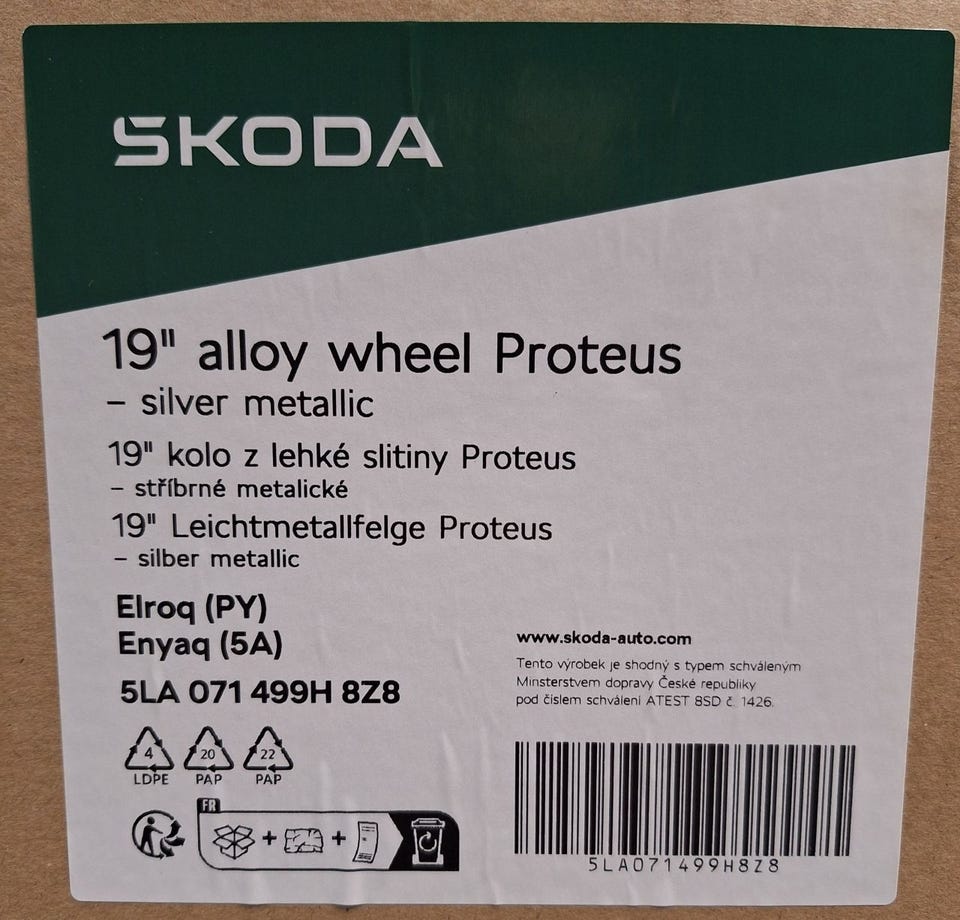 ŠKODA
19" alloy wheel Proteus
– silver metallic
19" kolo z lehké slitiny Proteus
– stříbrné metalické
19" Leichtmetallfelge Proteus
– silber metallic
Elroq (PY)
Enyaq (5A)
5LA 071 499H 8Z8
www.skoda-auto.com
Tento výrobek je shodný s typem schváleným
Minsterstvem dopravy České republiky
pod číslem schválení ATEST 8SD č. 1426.
4 20 22
LDPE PAP PAP
FR
5LA071499H8Z8